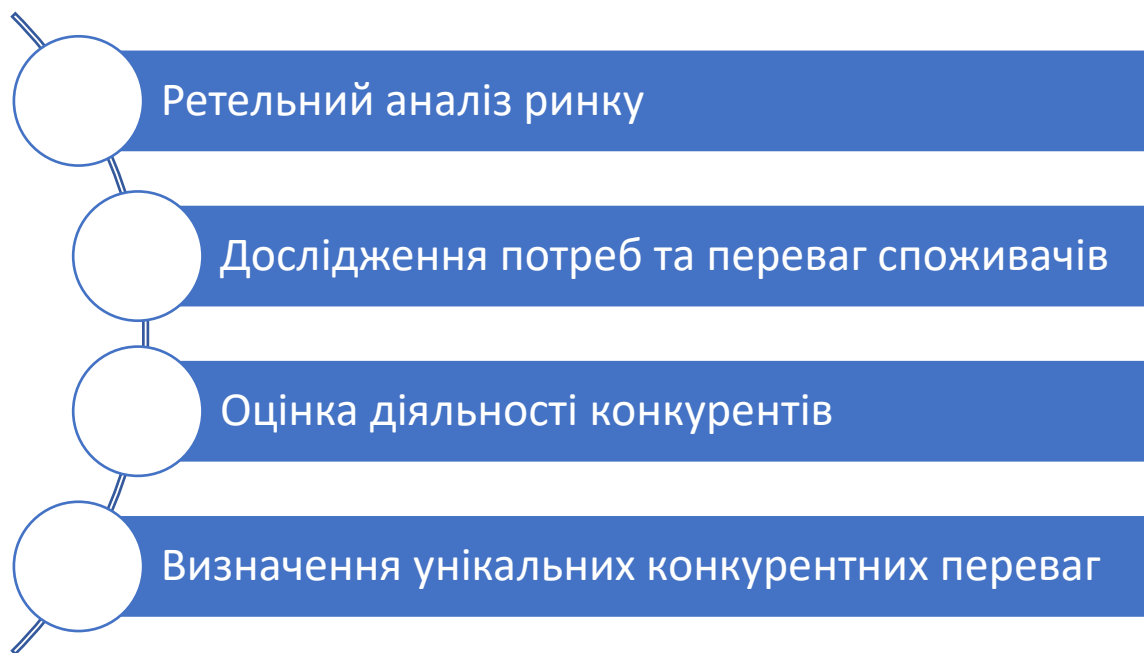 Ретельний аналіз ринку
Дослідження потреб та переваг споживачів
Оцінка діяльності конкурентів
Визначення унікальних конкурентних переваг